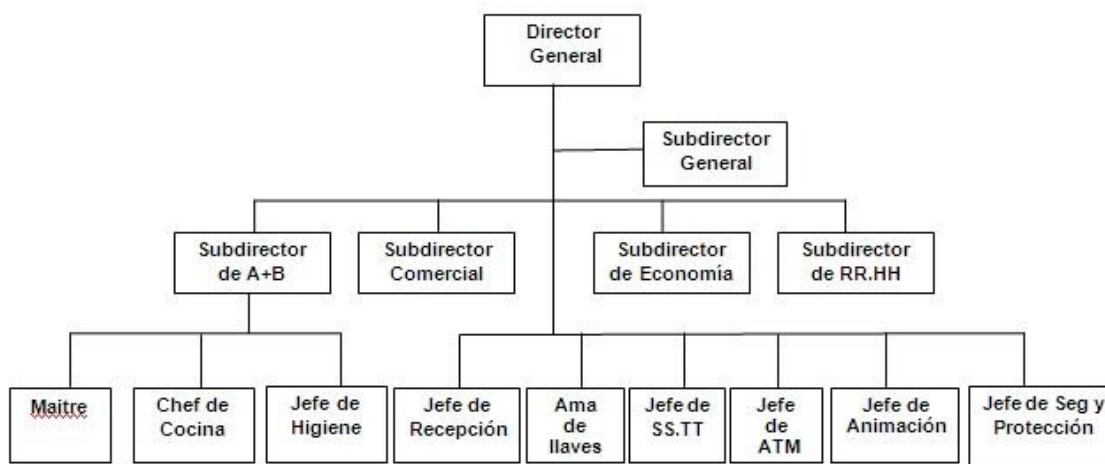 Director
General
Subdirector
General
Subdirector
de A+B
Subdirector
Comercial
Subdirector
de Economía
Subdirector
de RR.HH
Maitre
Chef de
Cocina
Jefe de
Higiene
Jefe de
Recepción
Ama
de
llaves
Jefe de
SS.TT
Jefe
de
ATM
Jefe de
Animación
Jefe de Seg y
Protección